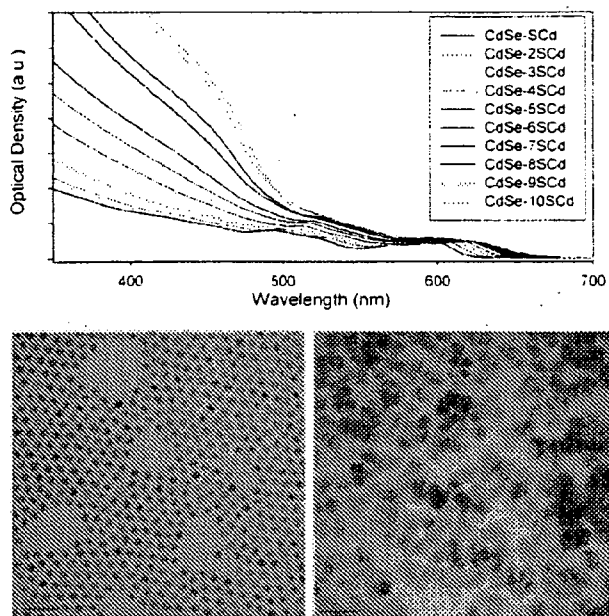 Optical Density (a u )
CdSe-SCd
CdSe-2SCd
CdSe-3SCd
CdSe-4SCd
CdSe-5SCd
CdSe-6SCd
CdSe-7SCd
CdSe-8SCd
CdSe-9SCd
CdSe-10SCd
400
500
600
700
Wavelength (nm)